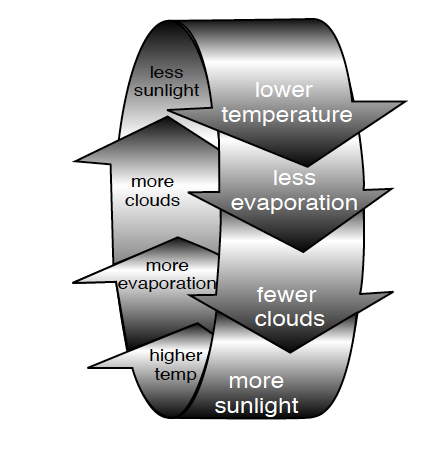 less
sunlight
lower
temperature
more
clouds
less
evaporation
more
evaporation
fewer
clouds
higher
temp
more
sunlight